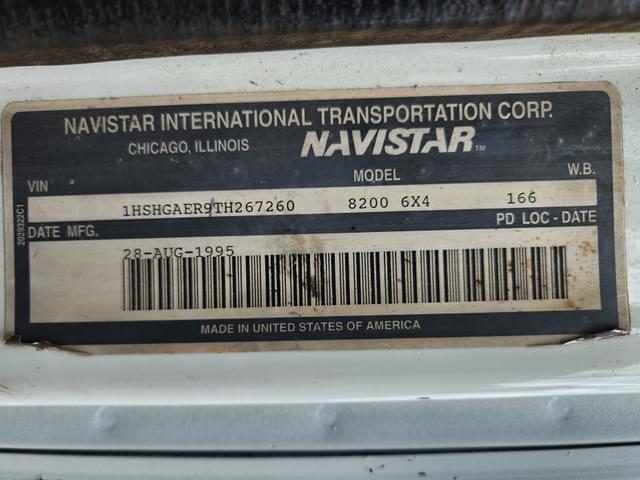 NAVISTAR INTERNATIONAL TRANSPORTATION CORP.
CHICAGO, ILLINOIS NAVISTAR™
VIN MODEL W.B.
1HSHGAER9TH267260 8200 6X4 166
DATE MFG. PD LOC - DATE
28-AUG-1995
MADE IN UNITED STATES OF AMERICA
2029322C1